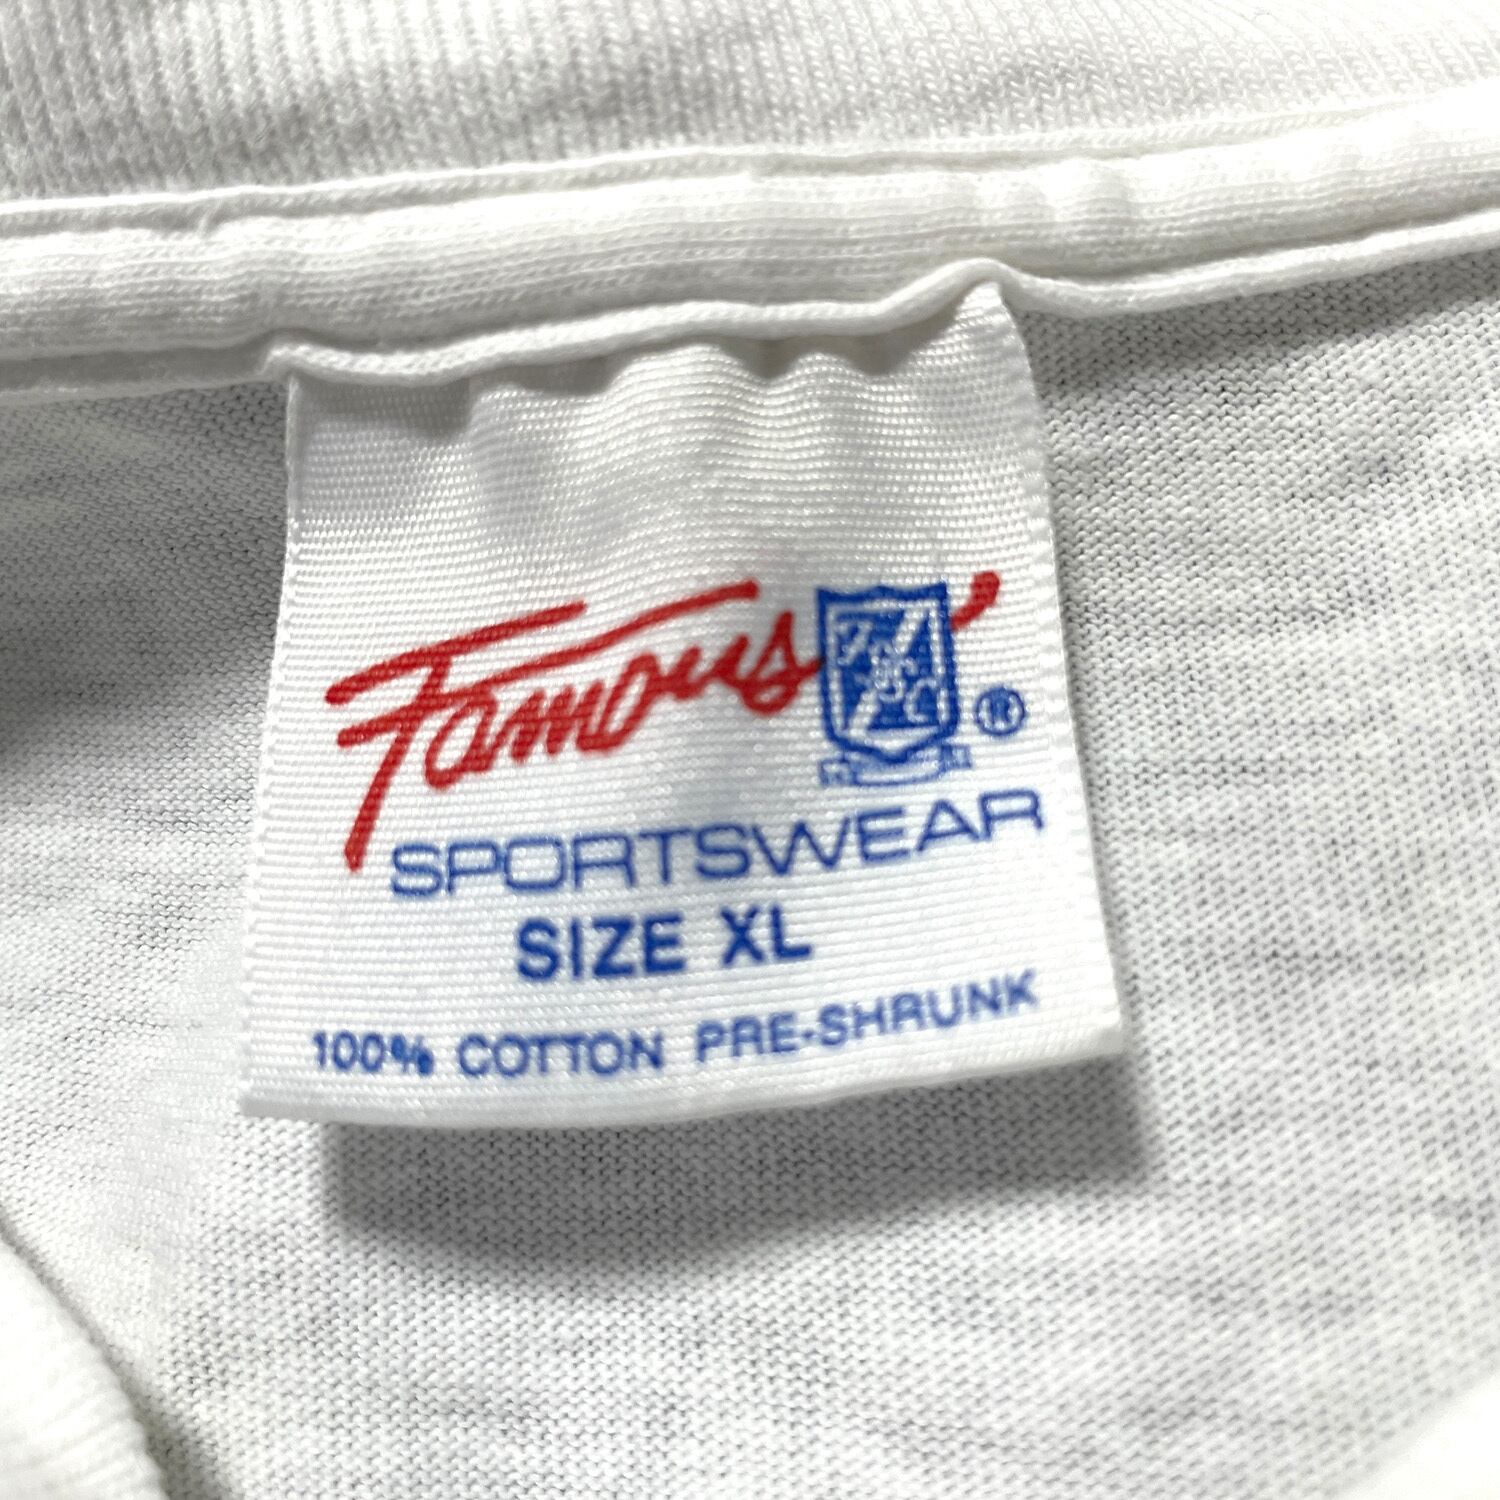 Famous
®
SPORTSWEAR
SIZE XL
100% COTTON PRE-SHRUNK